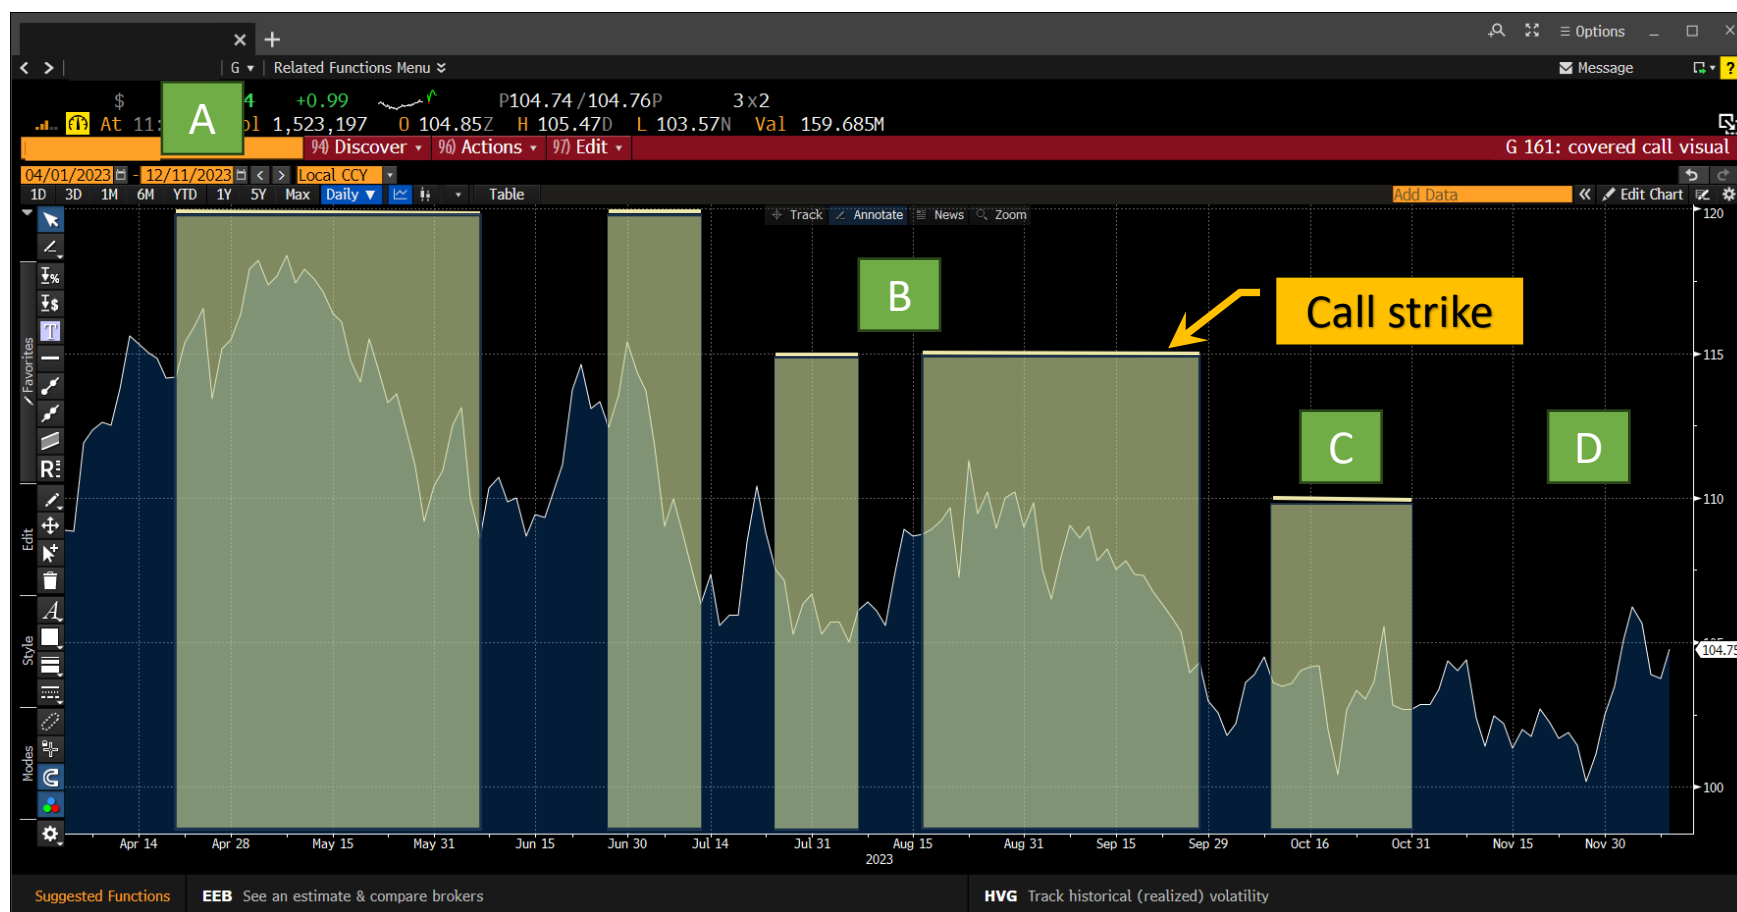 Options
G
Related Functions Menu
Message
?
$ 4 +0.99 P104.74/104.76P 3x2
At 11: ol 1,523,197 O 104.85Z H 105.47D L 103.57N Val 159.685M
A
94) Discover 96) Actions 97) Edit G 161: covered call visual
04/01/2023 - 12/11/2023 < > Local CCY
1D 3D 1M 6M YTD 1Y 5Y Max Daily ▼ Table Add Data « Edit Chart
Track Annotate News Zoom
B
Call strike
C
D
120
115
110
105
104.75
100
Favorites
Edit
Style
Modes
%
$
T
R
A
Apr 14 Apr 28 May 15 May 31 Jun 15 Jun 30 Jul 14 Jul 31 Aug 15 Aug 31 Sep 15 Sep 29 Oct 16 Oct 31 Nov 15 Nov 30
2023
Suggested Functions EEB See an estimate & compare brokers HVG Track historical (realized) volatility